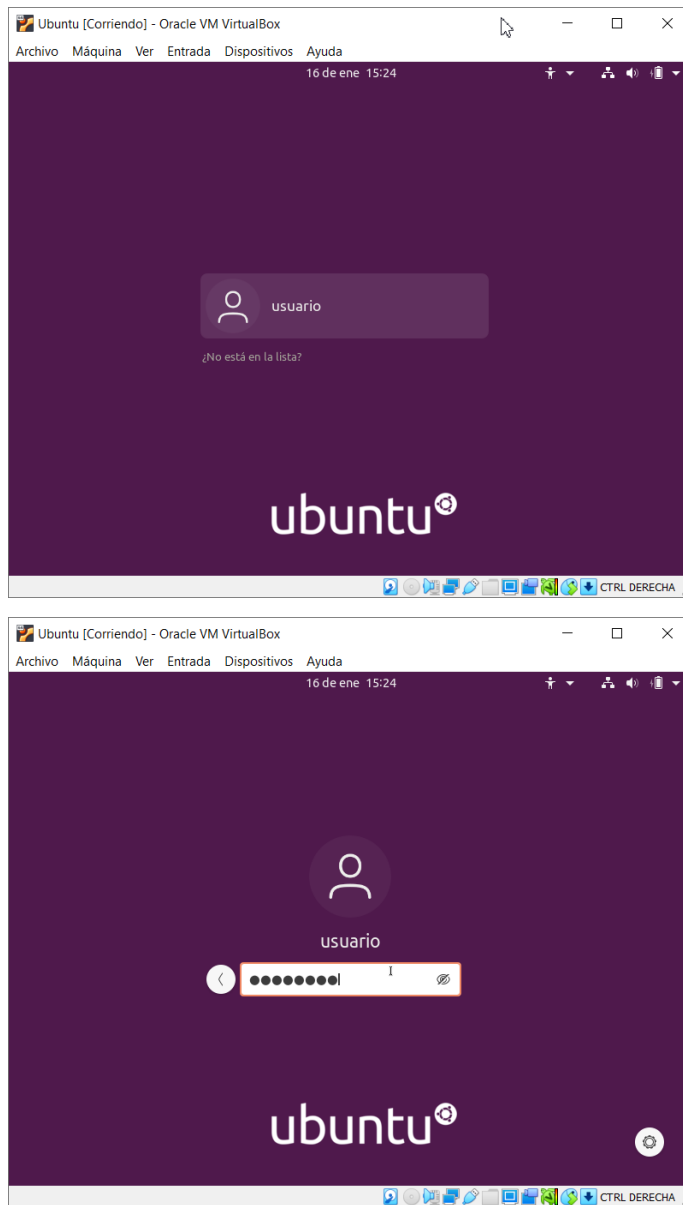 Ubuntu [Corriendo] - Oracle VM VirtualBox
Archivo Máquina Ver Entrada Dispositivos Ayuda
16 de ene 15:24
usuario
¿No está en la lista?
ubuntu
CTRL DERECHA
Ubuntu [Corriendo] - Oracle VM VirtualBox
Archivo Máquina Ver Entrada Dispositivos Ayuda
16 de ene 15:24
usuario
ubuntu
CTRL DERECHA